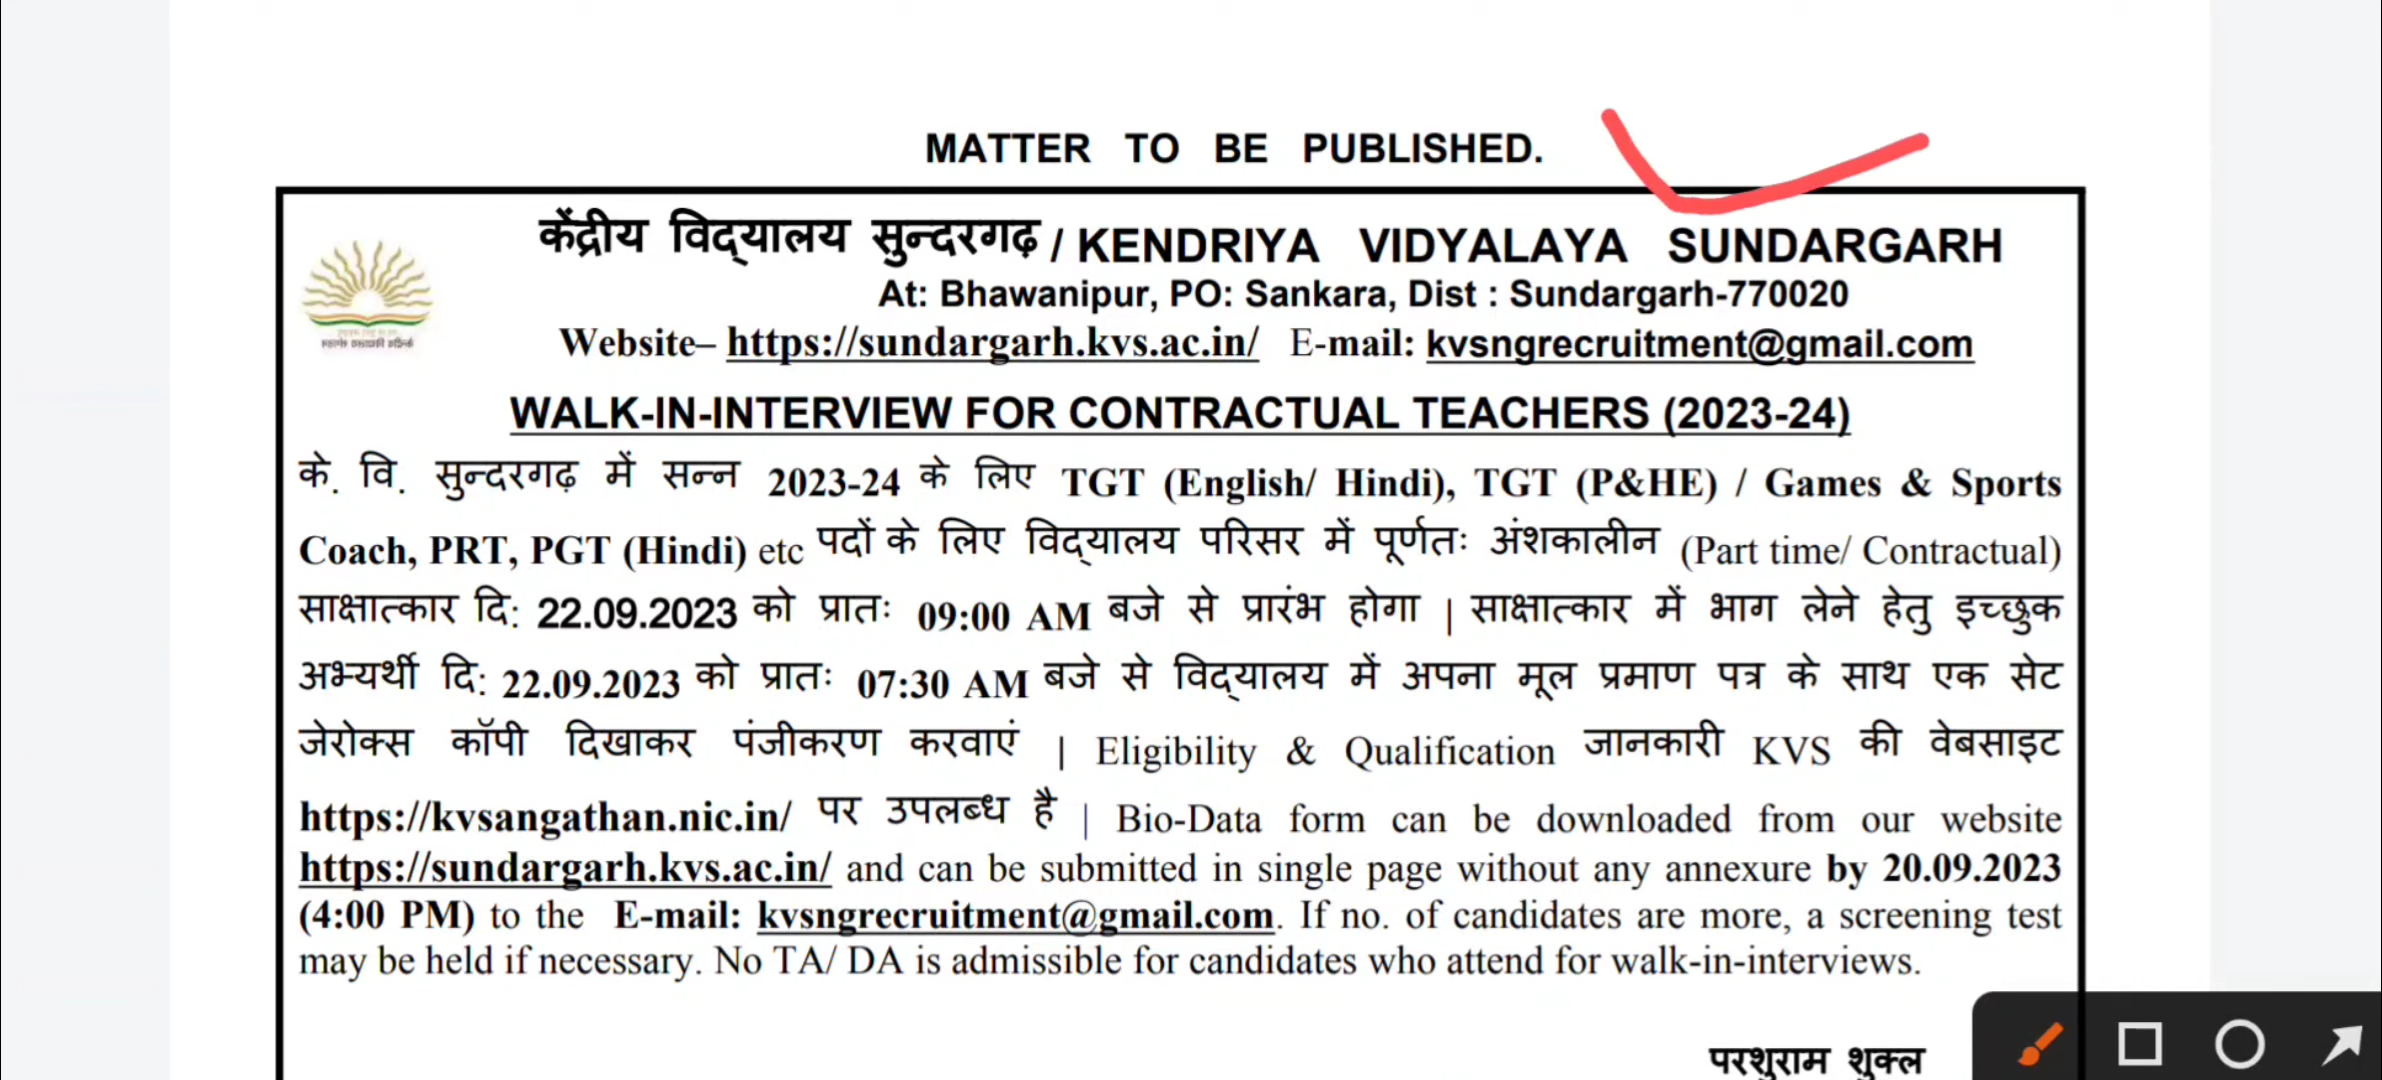 MATTER TO BE PUBLISHED.
केंद्रीय विद्यालय सुन्दरगढ़ / KENDRIYA VIDYALAYA SUNDARGARH
At: Bhawanipur, PO: Sankara, Dist : Sundargarh-770020
Website– https://sundargarh.kvs.ac.in/ E-mail: kvsngrecruitment@gmail.com
केन्द्रीय विद्यालय संगठन
WALK-IN-INTERVIEW FOR CONTRACTUAL TEACHERS (2023-24)
के. वि. सुन्दरगढ़ में सन्न 2023-24 के लिए TGT (English/ Hindi), TGT (P&HE) / Games & Sports
Coach, PRT, PGT (Hindi) etc पदों के लिए विद्यालय परिसर में पूर्णतः अंशकालीन (Part time/ Contractual)
साक्षात्कार दि: 22.09.2023 को प्रातः 09:00 AM बजे से प्रारंभ होगा | साक्षात्कार में भाग लेने हेतु इच्छुक
अभ्यर्थी दि: 22.09.2023 को प्रातः 07:30 AM बजे से विद्यालय में अपना मूल प्रमाण पत्र के साथ एक सेट
जेरोक्स कॉपी दिखाकर पंजीकरण करवाएं | Eligibility & Qualification जानकारी KVS की वेबसाइट
https://kvsangathan.nic.in/ पर उपलब्ध है | Bio-Data form can be downloaded from our website
https://sundargarh.kvs.ac.in/ and can be submitted in single page without any annexure by 20.09.2023
(4:00 PM) to the E-mail: kvsngrecruitment@gmail.com. If no. of candidates are more, a screening test
may be held if necessary. No TA/ DA is admissible for candidates who attend for walk-in-interviews.
परशुराम शुक्ल